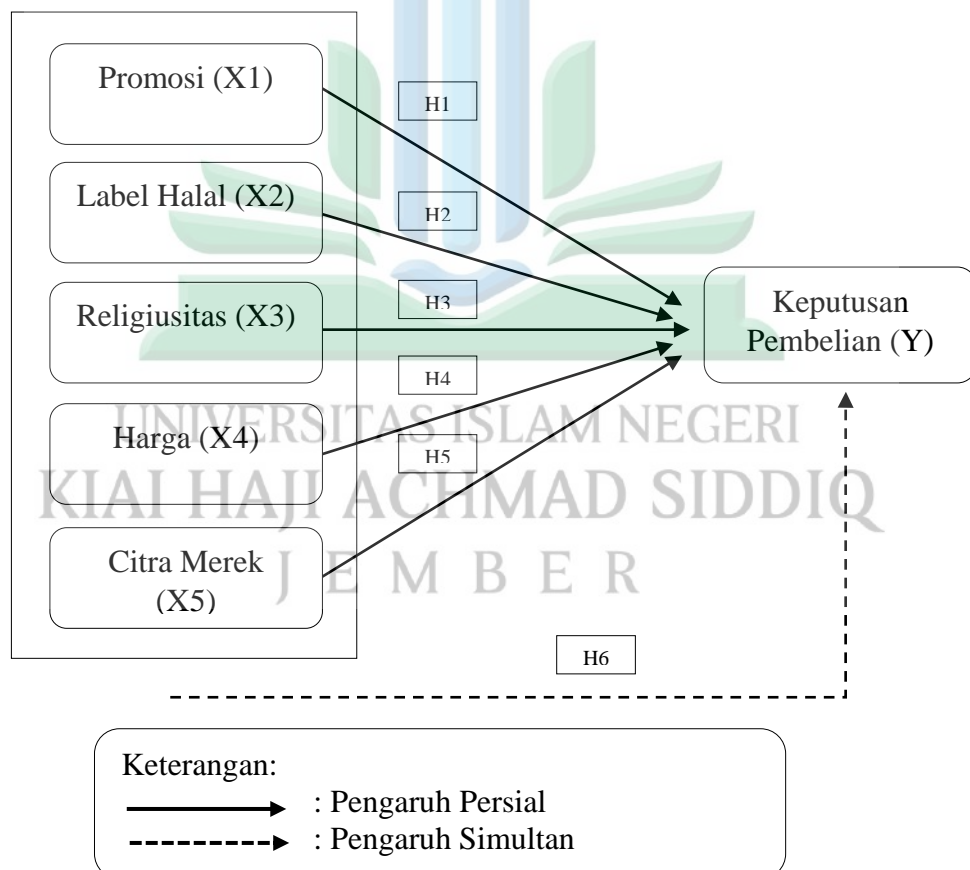 Promosi (X1)
H1
Label Halal (X2)
H2
H3
Religiusitas (X3)
Keputusan
Pembelian (Y)
H4
Harga (X4)
H5
Citra Merek
(X5)
H6
UNIVERSITAS ISLAM NEGERI
KIAI HAJI ACHMAD SIDDIQ
JEMBER
Keterangan:
: Pengaruh Persial
: Pengaruh Simultan